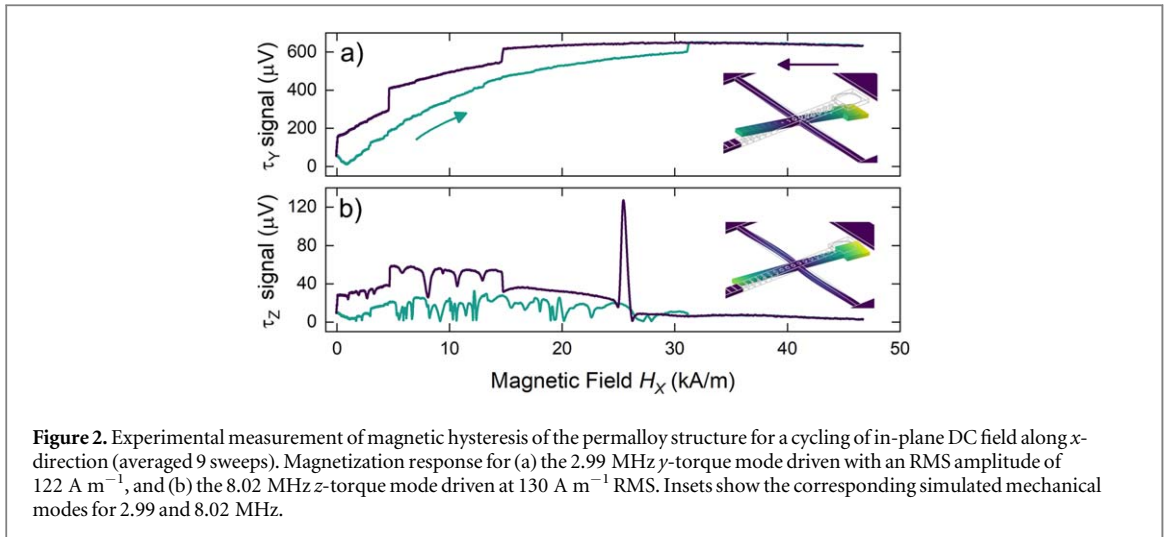 a)
600
400
200
0
τY signal (μV)
b)
120
80
40
0
τZ signal (μV)
0 10 20 30 40 50
Magnetic Field HX (kA/m)
Figure 2. Experimental measurement of magnetic hysteresis of the permalloy structure for a cycling of in-plane DC field along x-
direction (averaged 9 sweeps). Magnetization response for (a) the 2.99 MHz y-torque mode driven with an RMS amplitude of
122 A m⁻¹, and (b) the 8.02 MHz z-torque mode driven at 130 A m⁻¹ RMS. Insets show the corresponding simulated mechanical
modes for 2.99 and 8.02 MHz.